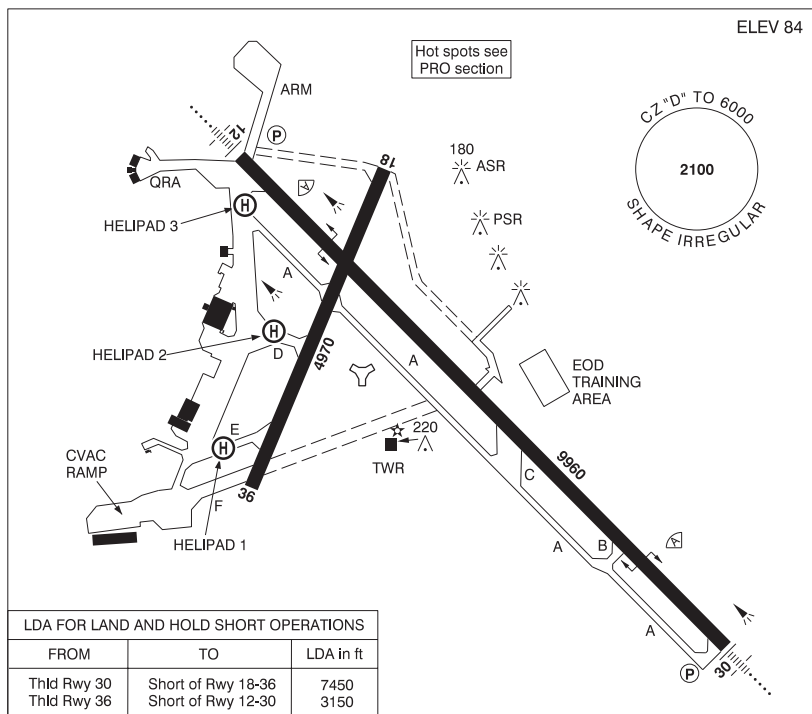 ELEV 84
Hot spots see
PRO section
CZ "D" TO 6000
2100
SHAPE IRREGULAR
ARM
P
12
18
180
ASR
QRA
A
HELIPAD 3
H
PSR
A
HELIPAD 2
H
D
4970
A
EOD
TRAINING
AREA
E
H
220
TWR
CVAC
RAMP
36
F
HELIPAD 1
C
9960
A
B
A
A
P
30
LDA FOR LAND AND HOLD SHORT OPERATIONS
FROM TO LDA in ft
Thld Rwy 30 Short of Rwy 18-36 7450
Thld Rwy 36 Short of Rwy 12-30 3150